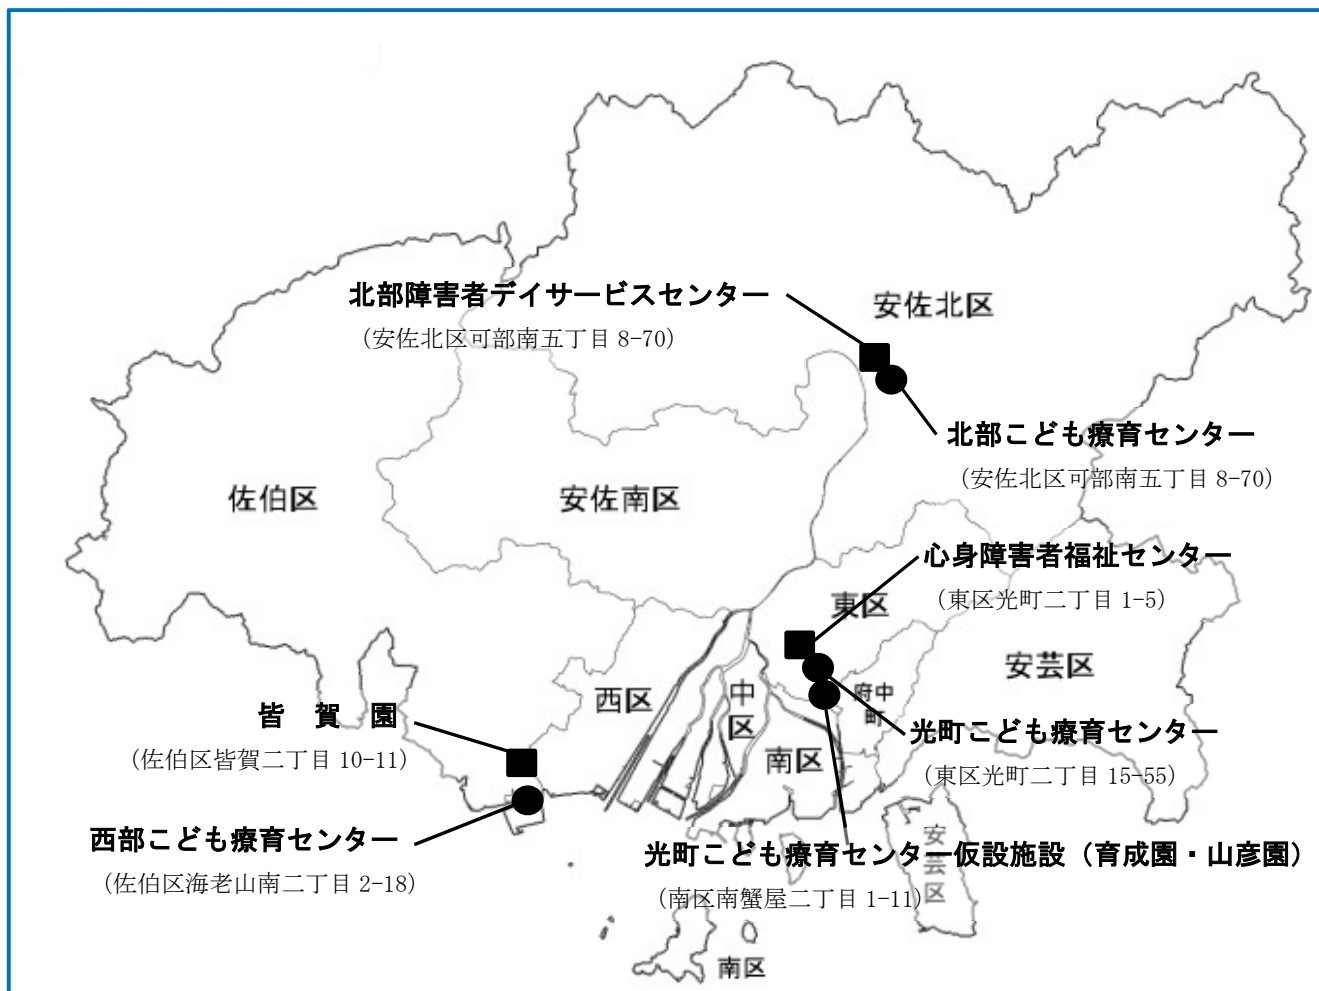 北部障害者デイサービスセンター
(安佐北区可部南五丁目 8-70)
安佐北区
北部こども療育センター
(安佐北区可部南五丁目 8-70)
佐伯区
安佐南区
心身障害者福祉センター
(東区光町二丁目 1-5)
東区
安芸区
西区
中区
府中町
皆 賀 園
(佐伯区皆賀二丁目 10-11)
南区
光町こども療育センター
(東区光町二丁目 15-55)
西部こども療育センター
(佐伯区海老山南二丁目 2-18)
光町こども療育センター仮設施設（育成園・山彦園）
(南区南蟹屋二丁目 1-11)
安芸区
南区